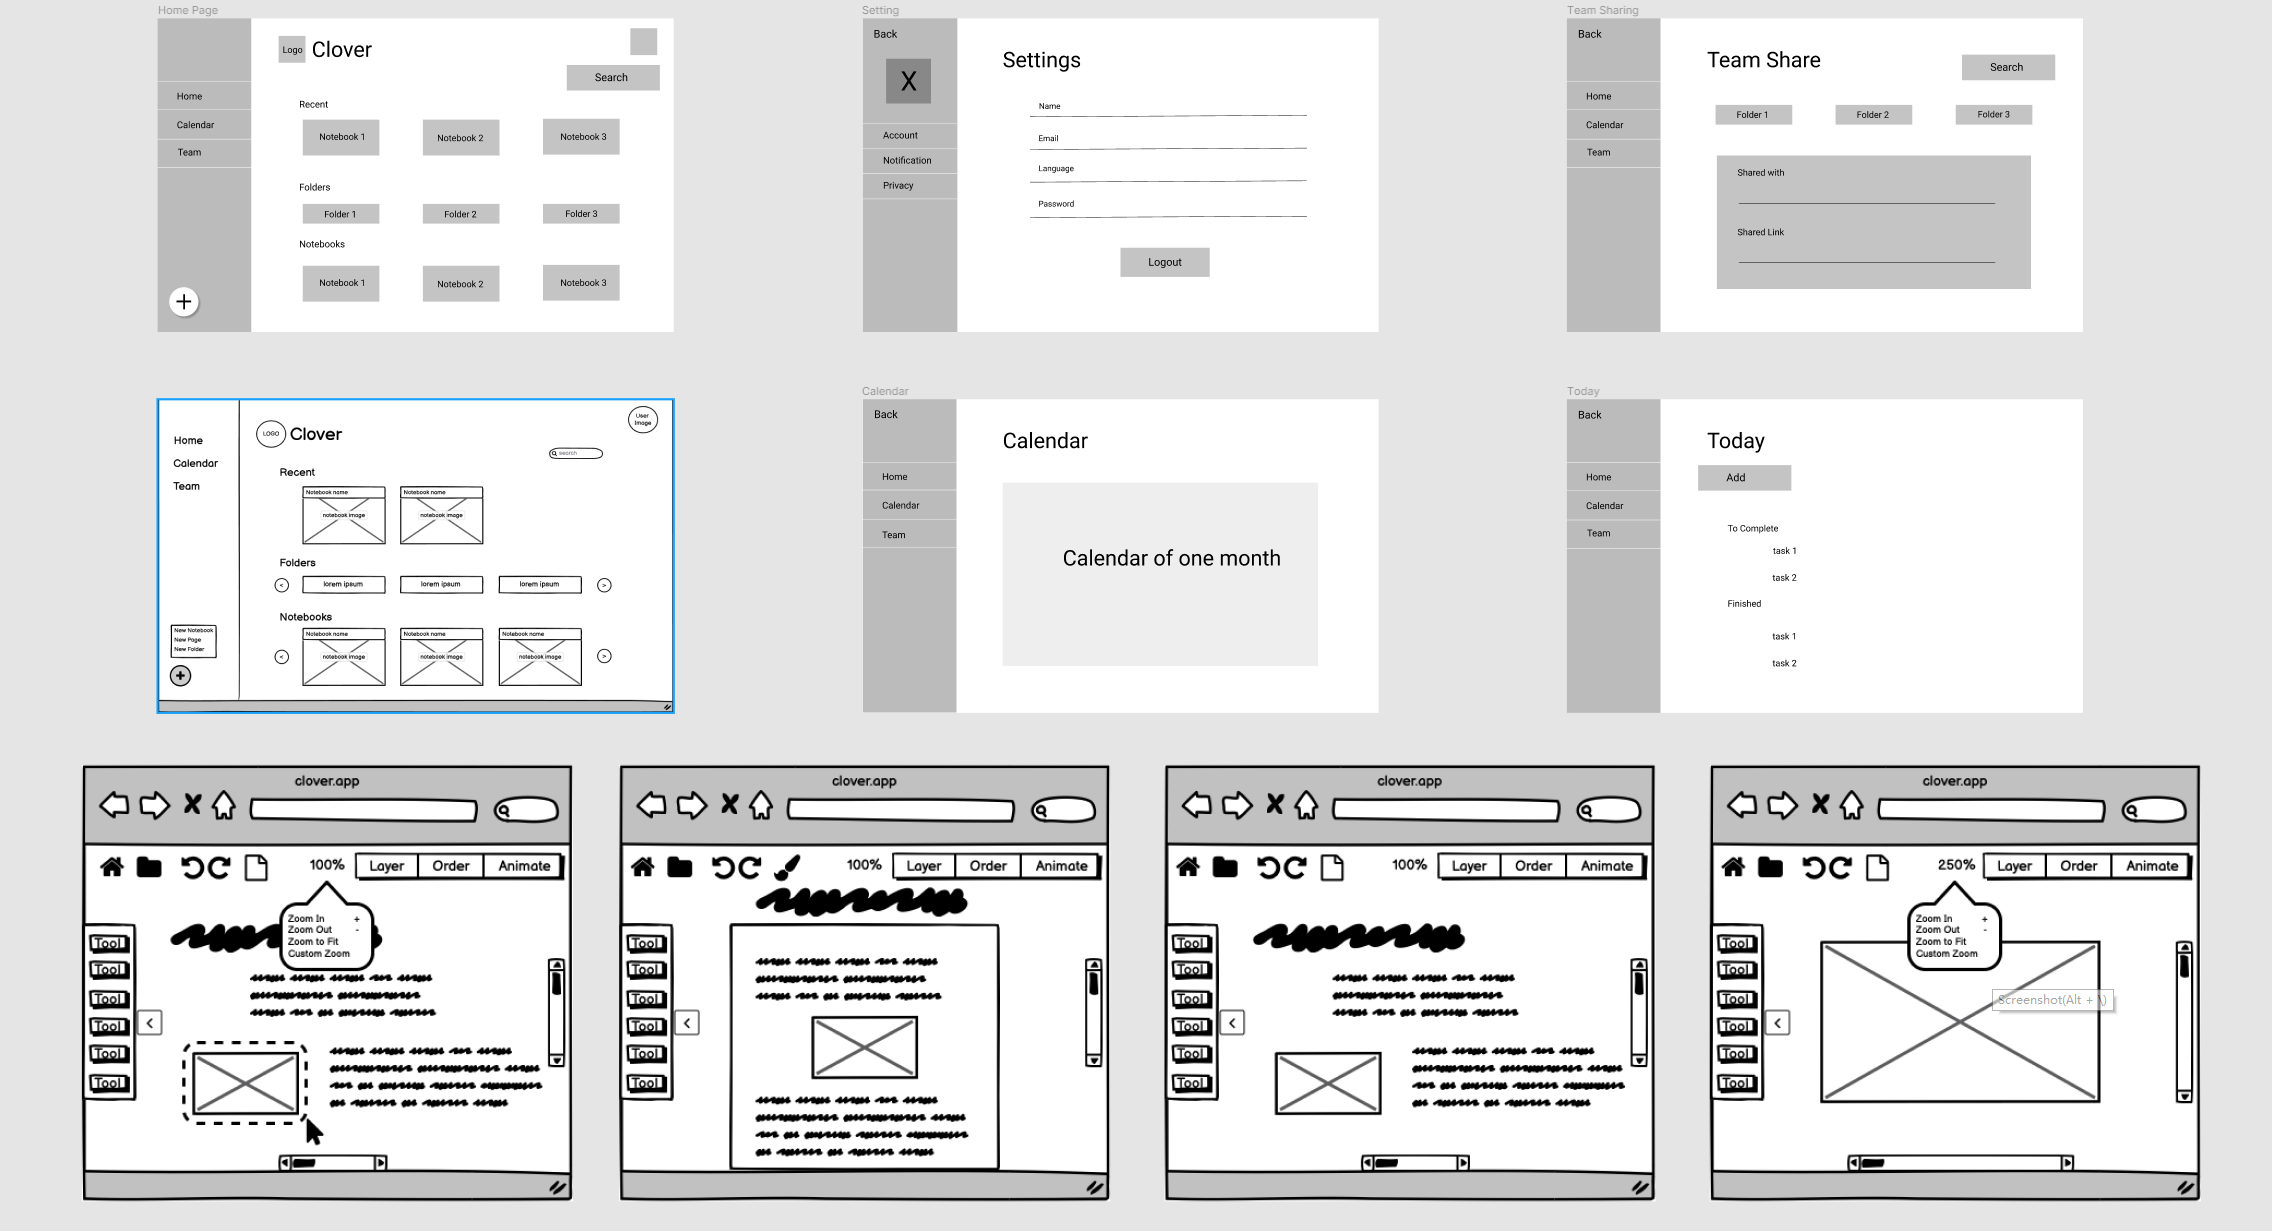 Home Page
Logo Clover
Search
Home
Calendar
Team
Recent
Notebook 1
Notebook 2
Notebook 3
Folders
Folder 1
Folder 2
Folder 3
Notebooks
Notebook 1
Notebook 2
Notebook 3
Setting
Back
X
Account
Notification
Privacy
Settings
Name
Email
Language
Password
Logout
Team Sharing
Back
Home
Calendar
Team
Team Share
Search
Folder 1
Folder 2
Folder 3
Shared with
Shared Link
Home
Calendar
Team
New Notebook
New Page
New Folder
LOGO Clover
User
Image
search
Recent
Notebook name
notebook image
Notebook name
notebook image
Folders
lorem ipsum
lorem ipsum
lorem ipsum
Notebooks
Notebook name
notebook image
Notebook name
notebook image
Notebook name
notebook image
Calendar
Back
Home
Calendar
Team
Calendar
Calendar of one month
Today
Back
Home
Calendar
Team
Today
Add
To Complete
task 1
task 2
Finished
task 1
task 2
clover.app
100% Layer Order Animate
Zoom In +
Zoom Out -
Zoom to Fit
Custom Zoom
Tool
Tool
Tool
Tool
Tool
Tool
clover.app
100% Layer Order Animate
Tool
Tool
Tool
Tool
Tool
Tool
clover.app
100% Layer Order Animate
Tool
Tool
Tool
Tool
Tool
Tool
clover.app
250% Layer Order Animate
Zoom In +
Zoom Out -
Zoom to Fit
Custom Zoom
Tool
Tool
Tool
Tool
Tool
Tool
Screenshot(Alt + \)